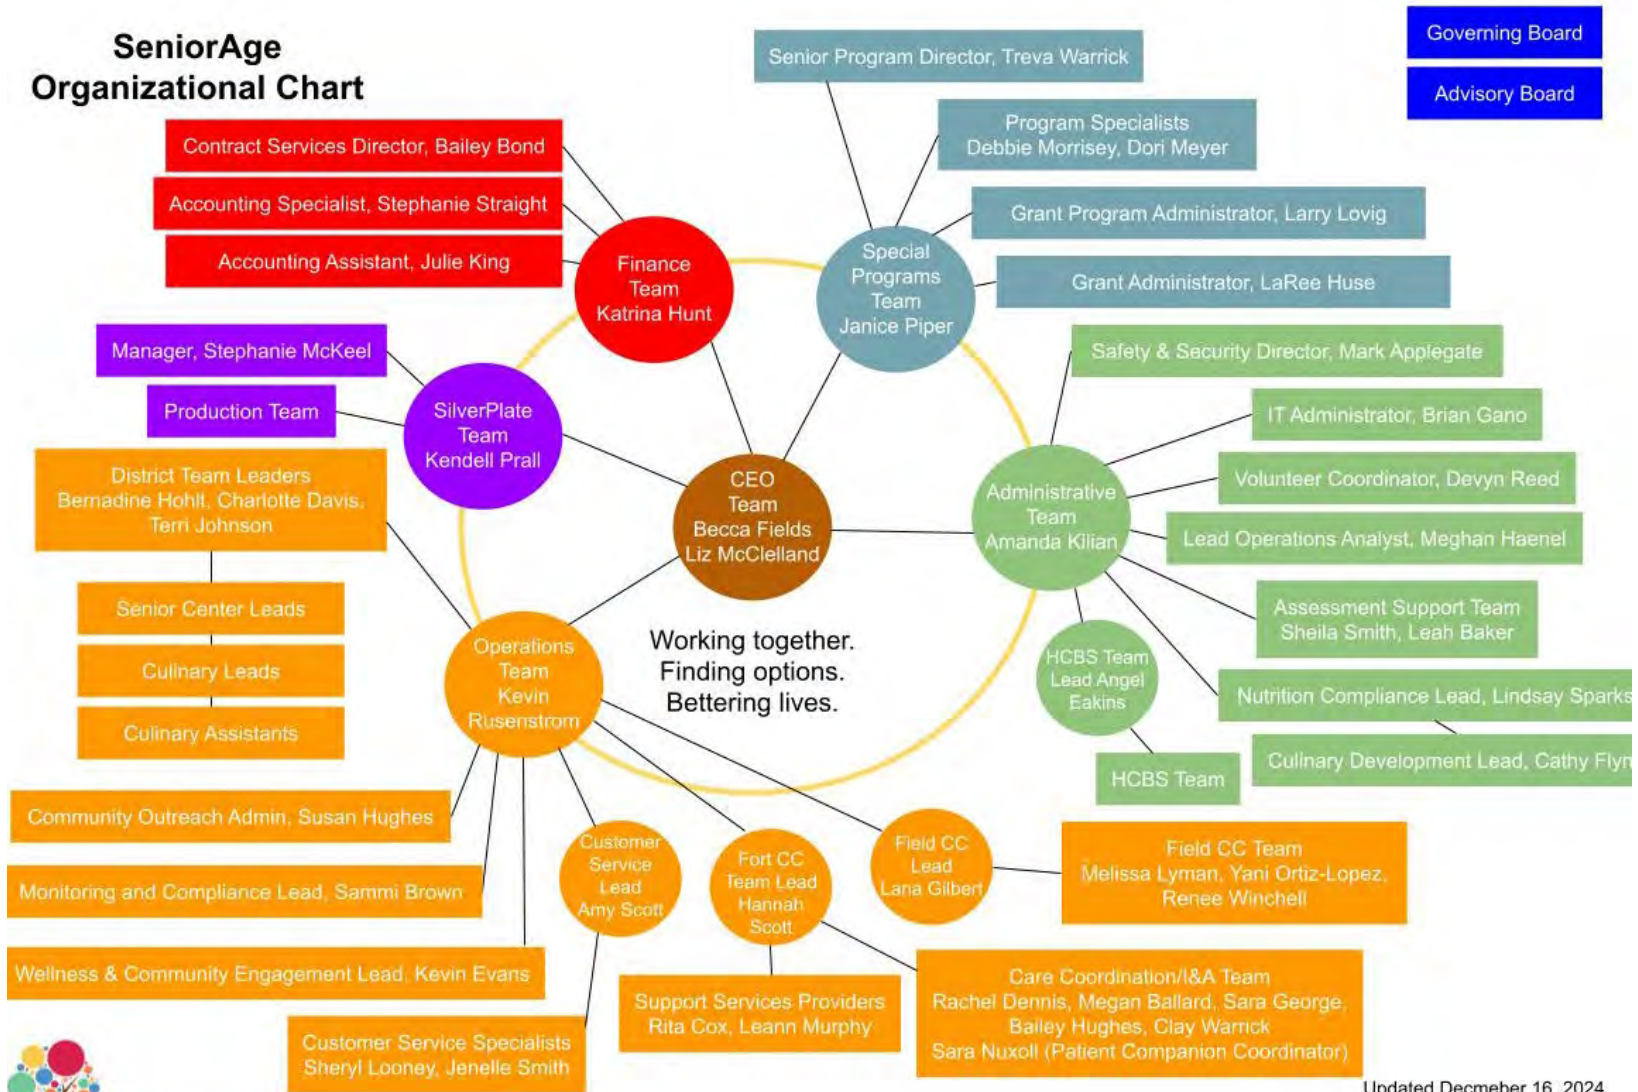 SeniorAge
Organizational Chart
Governing Board
Advisory Board
Senior Program Director, Treva Warrick
Program Specialists
Debbie Morrisey, Dori Meyer
Grant Program Administrator, Larry Lovig
Grant Administrator, LaRee Huse
Contract Services Director, Bailey Bond
Accounting Specialist, Stephanie Straight
Accounting Assistant, Julie King
Finance
Team
Katrina Hunt
Special
Programs
Team
Janice Piper
Manager, Stephanie McKeel
Production Team
SilverPlate
Team
Kendell Prall
Safety & Security Director, Mark Applegate
IT Administrator, Brian Gano
Volunteer Coordinator, Devyn Reed
Lead Operations Analyst, Meghan Haenel
Assessment Support Team
Sheila Smith, Leah Baker
Nutrition Compliance Lead, Lindsay Sparks
Culinary Development Lead, Cathy Flyn
Administrative
Team
Amanda Kilian
HCBS Team
Lead Angel
Eakins
HCBS Team
CEO
Team
Becca Fields
Liz McClelland
District Team Leaders
Bernadine Hohlt, Charlotte Davis,
Terri Johnson
Senior Center Leads
Culinary Leads
Culinary Assistants
Operations
Team
Kevin
Rusenstrom
Working together.
Finding options.
Bettering lives.
Community Outreach Admin, Susan Hughes
Monitoring and Compliance Lead, Sammi Brown
Wellness & Community Engagement Lead, Kevin Evans
Customer
Service
Lead
Amy Scott
Customer Service Specialists
Sheryl Looney, Jenelle Smith
Fort CC
Team Lead
Hannah
Scott
Support Services Providers
Rita Cox, Leann Murphy
Field CC
Lead
Lana Gilbert
Field CC Team
Melissa Lyman, Yani Ortiz-Lopez,
Renee Winchell
Care Coordination/I&A Team
Rachel Dennis, Megan Ballard, Sara George,
Bailey Hughes, Clay Warrick
Sara Nuxoll (Patient Companion Coordinator)
Updated Decmeber 16, 2024